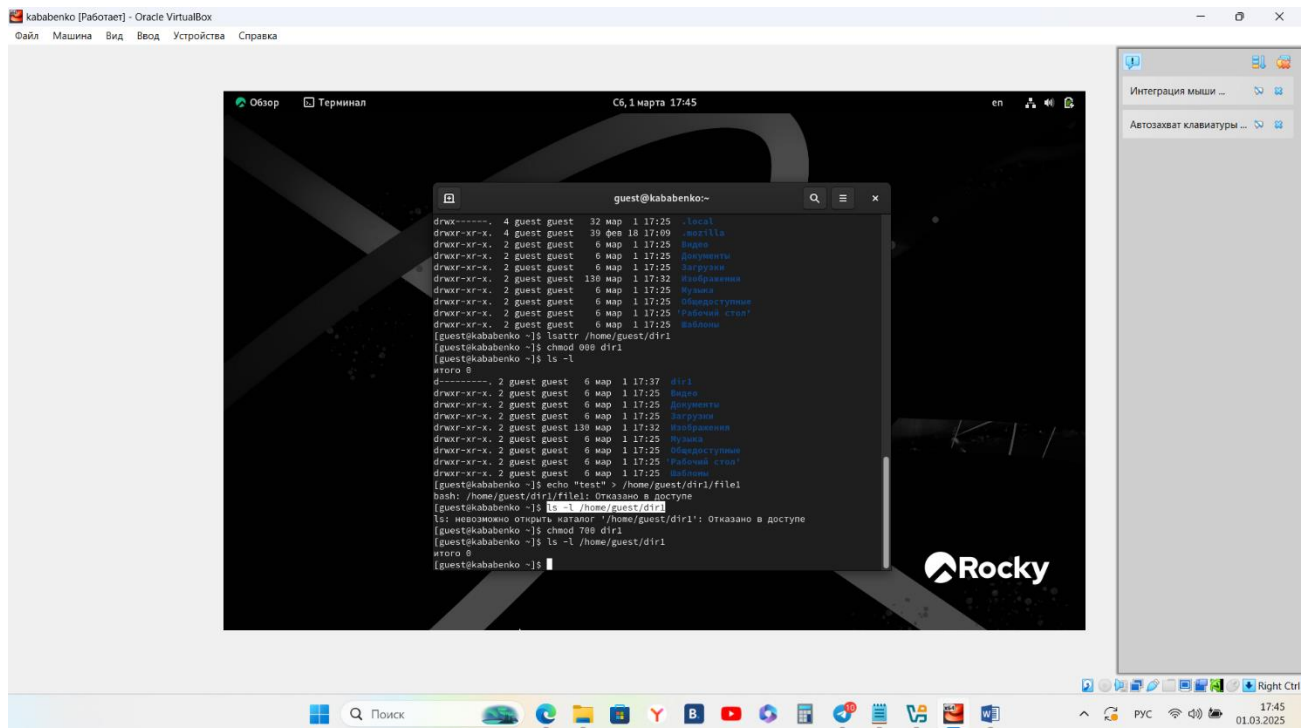 kababenko [Работает] - Oracle VirtualBox
Файл Машина Вид Ввод Устройства Справка
Интеграция мыши ...
Автозахват клавиатуры ...
Обзор Терминал Сб, 1 марта 17:45 en
guest@kababenko:~
drwx------. 4 guest guest 32 мар 1 17:25 .local
drwxr-xr-x. 4 guest guest 39 фев 18 17:09 .mozilla
drwxr-xr-x. 2 guest guest 6 мар 1 17:25 Видео
drwxr-xr-x. 2 guest guest 6 мар 1 17:25 Документы
drwxr-xr-x. 2 guest guest 6 мар 1 17:25 Загрузки
drwxr-xr-x. 2 guest guest 130 мар 1 17:32 Изображения
drwxr-xr-x. 2 guest guest 6 мар 1 17:25 Музыка
drwxr-xr-x. 2 guest guest 6 мар 1 17:25 Общедоступные
drwxr-xr-x. 2 guest guest 6 мар 1 17:25 'Рабочий стол'
drwxr-xr-x. 2 guest guest 6 мар 1 17:25 Шаблоны
[guest@kababenko ~]$ lsattr /home/guest/dir1
[guest@kababenko ~]$ chmod 000 dir1
[guest@kababenko ~]$ ls -l
итого 0
d---------. 2 guest guest 6 мар 1 17:37 dir1
drwxr-xr-x. 2 guest guest 6 мар 1 17:25 Видео
drwxr-xr-x. 2 guest guest 6 мар 1 17:25 Документы
drwxr-xr-x. 2 guest guest 6 мар 1 17:25 Загрузки
drwxr-xr-x. 2 guest guest 130 мар 1 17:32 Изображения
drwxr-xr-x. 2 guest guest 6 мар 1 17:25 Музыка
drwxr-xr-x. 2 guest guest 6 мар 1 17:25 Общедоступные
drwxr-xr-x. 2 guest guest 6 мар 1 17:25 'Рабочий стол'
drwxr-xr-x. 2 guest guest 6 мар 1 17:25 Шаблоны
[guest@kababenko ~]$ echo "test" > /home/guest/dir1/file1
bash: /home/guest/dir1/file1: Отказано в доступе
[guest@kababenko ~]$ ls -l /home/guest/dir1
ls: невозможно открыть каталог '/home/guest/dir1': Отказано в доступе
[guest@kababenko ~]$ chmod 700 dir1
[guest@kababenko ~]$ ls -l /home/guest/dir1
итого 0
[guest@kababenko ~]$
Rocky
Right Ctrl
Поиск
РУС
17:45
01.03.2025